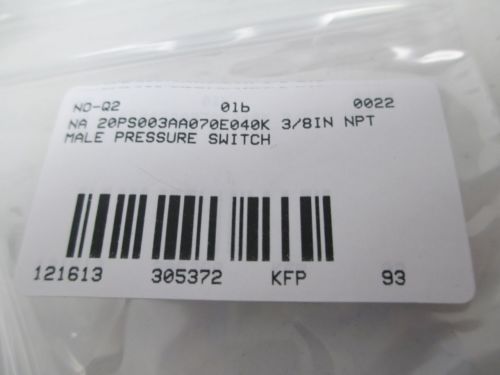 NO-Q2 01b 0022
NA 20PS003AA070E040K 3/8IN NPT
MALE PRESSURE SWITCH
121613 305372 KFP 93